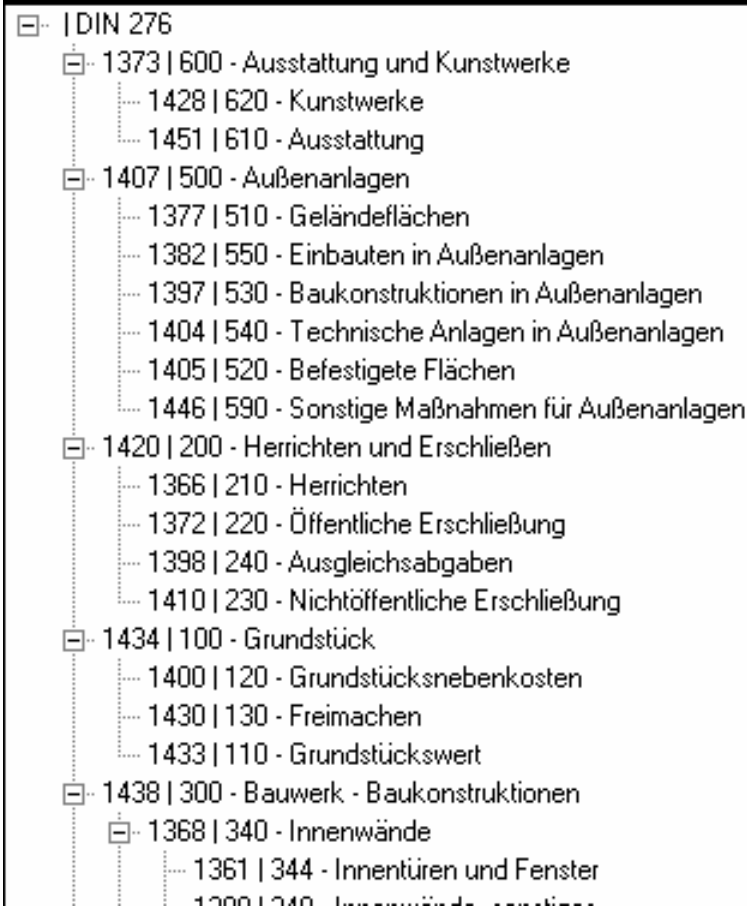 | DIN 276
1373 | 600 - Ausstattung und Kunstwerke
1428 | 620 - Kunstwerke
1451 | 610 - Ausstattung
1407 | 500 - Außenanlagen
1377 | 510 - Geländeflächen
1382 | 550 - Einbauten in Außenanlagen
1397 | 530 - Baukonstruktionen in Außenanlagen
1404 | 540 - Technische Anlagen in Außenanlagen
1405 | 520 - Befestigete Flächen
1446 | 590 - Sonstige Maßnahmen für Außenanlagen
1420 | 200 - Herrichten und Erschließen
1366 | 210 - Herrichten
1372 | 220 - Öffentliche Erschließung
1398 | 240 - Ausgleichsabgaben
1410 | 230 - Nichtöffentliche Erschließung
1434 | 100 - Grundstück
1400 | 120 - Grundstücksnebenkosten
1430 | 130 - Freimachen
1433 | 110 - Grundstückswert
1438 | 300 - Bauwerk - Baukonstruktionen
1368 | 340 - Innenwände
1361 | 344 - Innentüren und Fenster